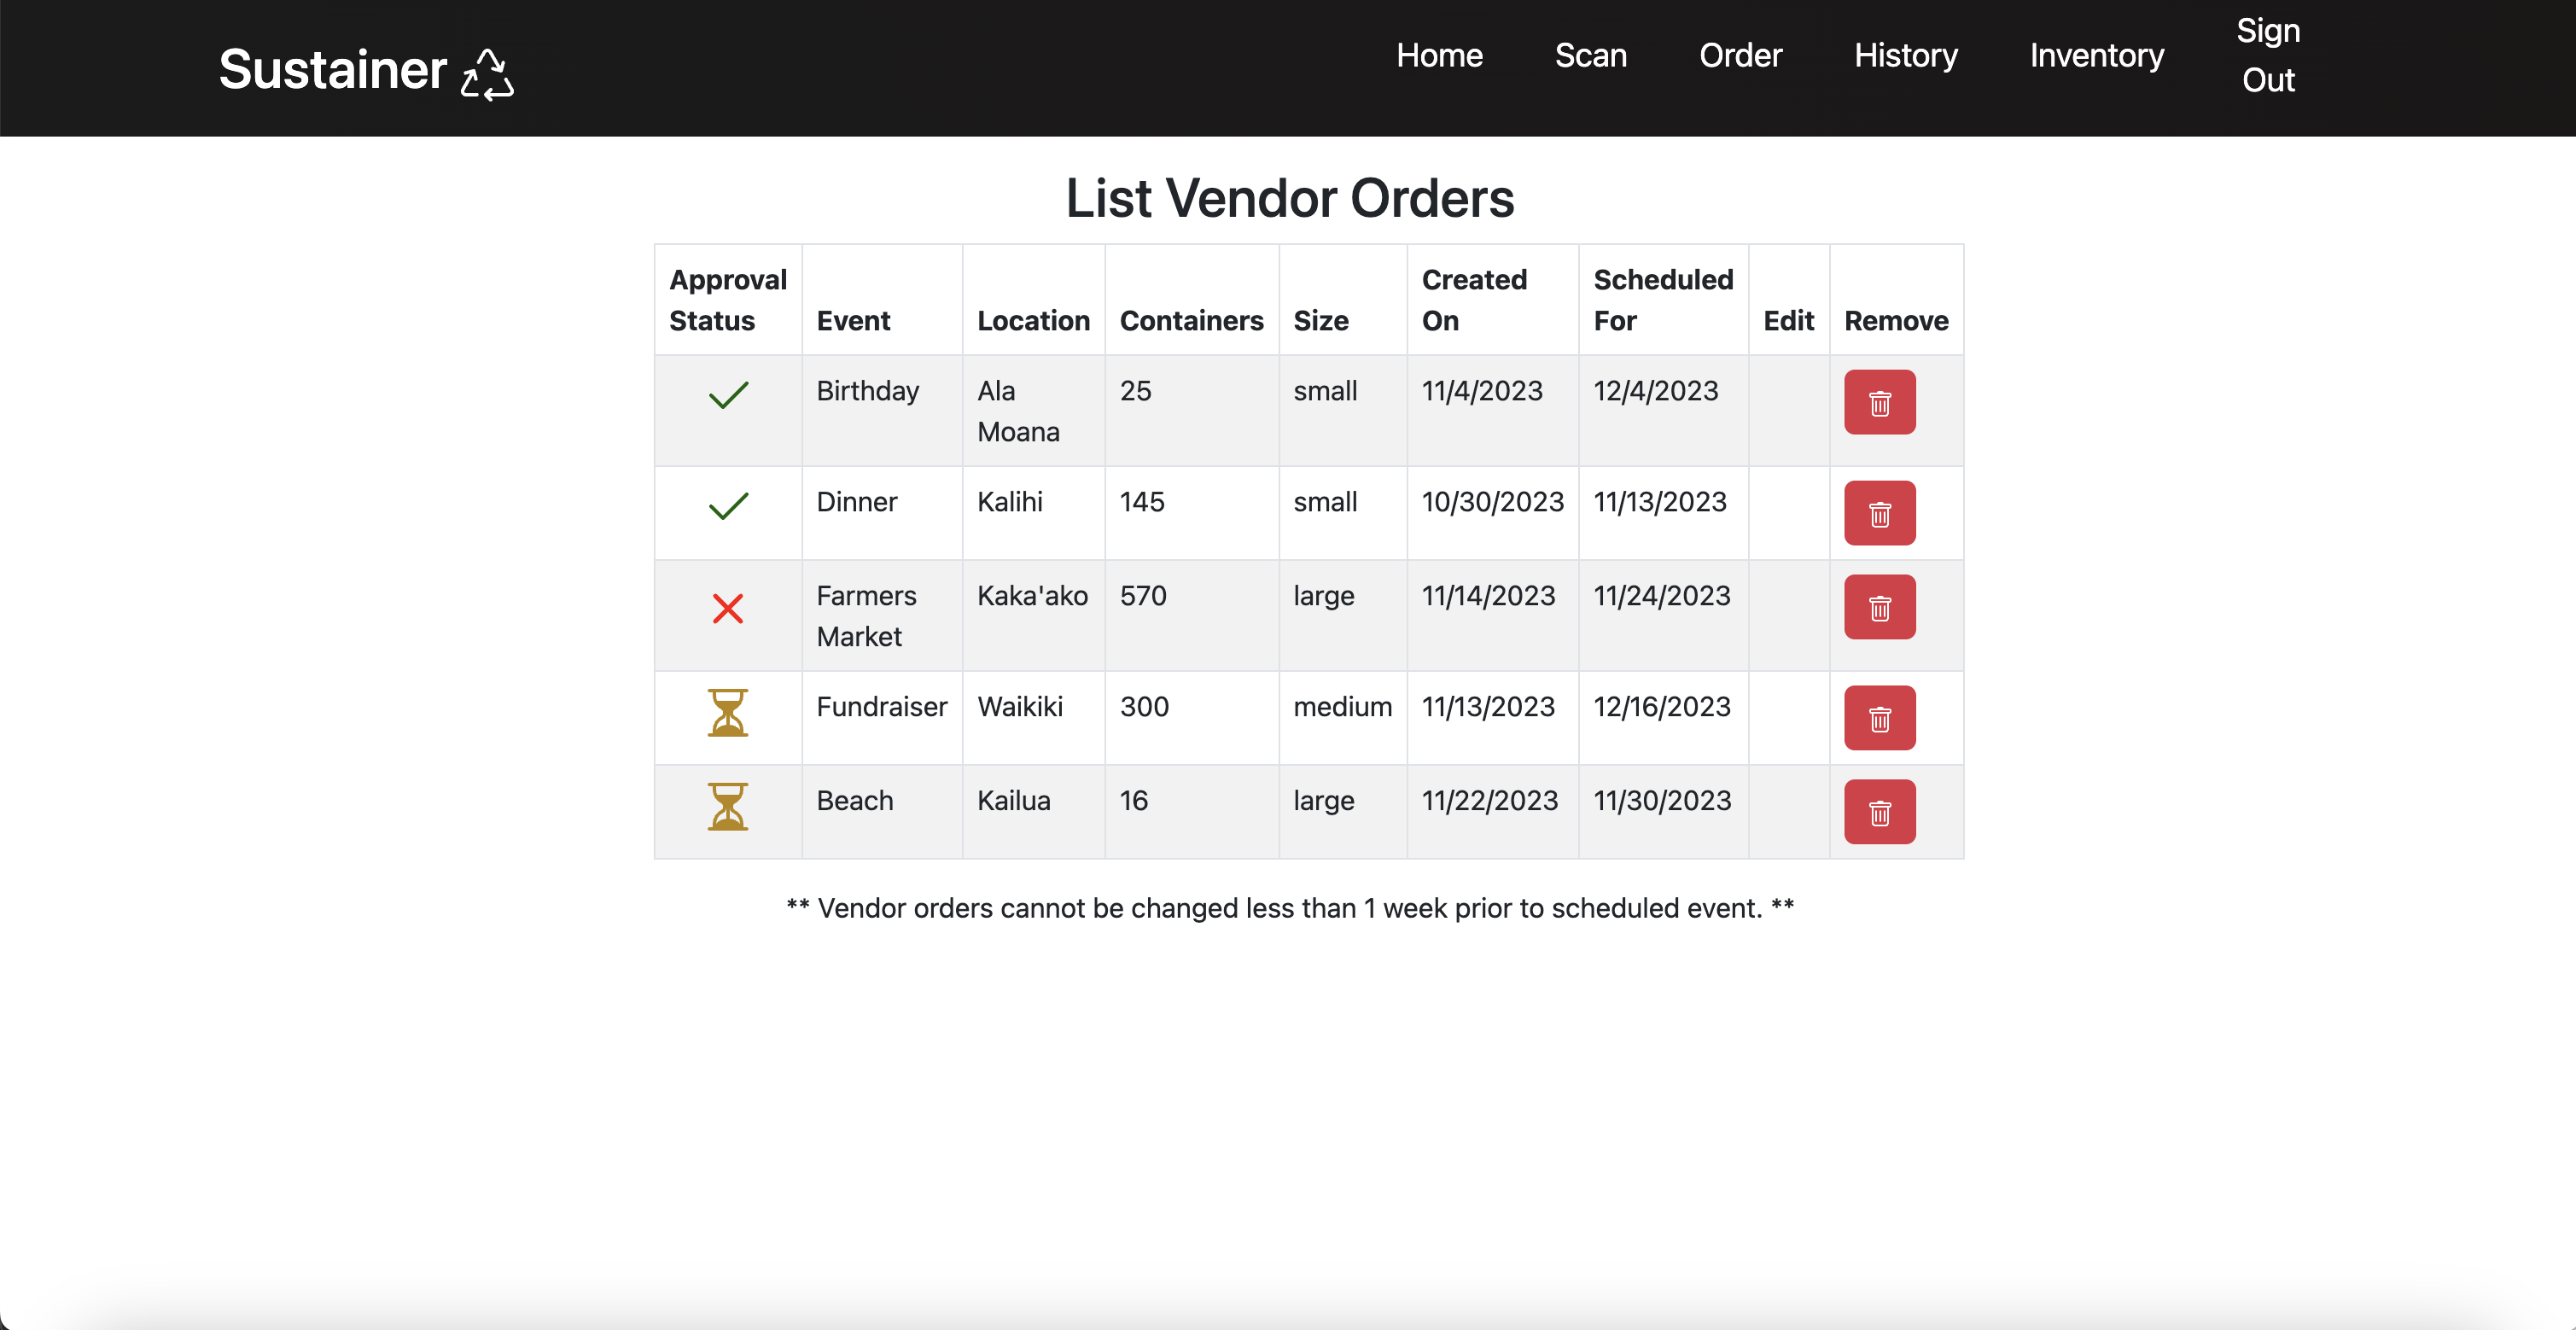 Sustainer
Home Scan Order History Inventory Sign Out
List Vendor Orders
Approval Status Event Location Containers Size Created On Scheduled For Edit Remove
Birthday Ala Moana 25 small 11/4/2023 12/4/2023
Dinner Kalihi 145 small 10/30/2023 11/13/2023
Farmers Market Kaka'ako 570 large 11/14/2023 11/24/2023
Fundraiser Waikiki 300 medium 11/13/2023 12/16/2023
Beach Kailua 16 large 11/22/2023 11/30/2023
** Vendor orders cannot be changed less than 1 week prior to scheduled event. **